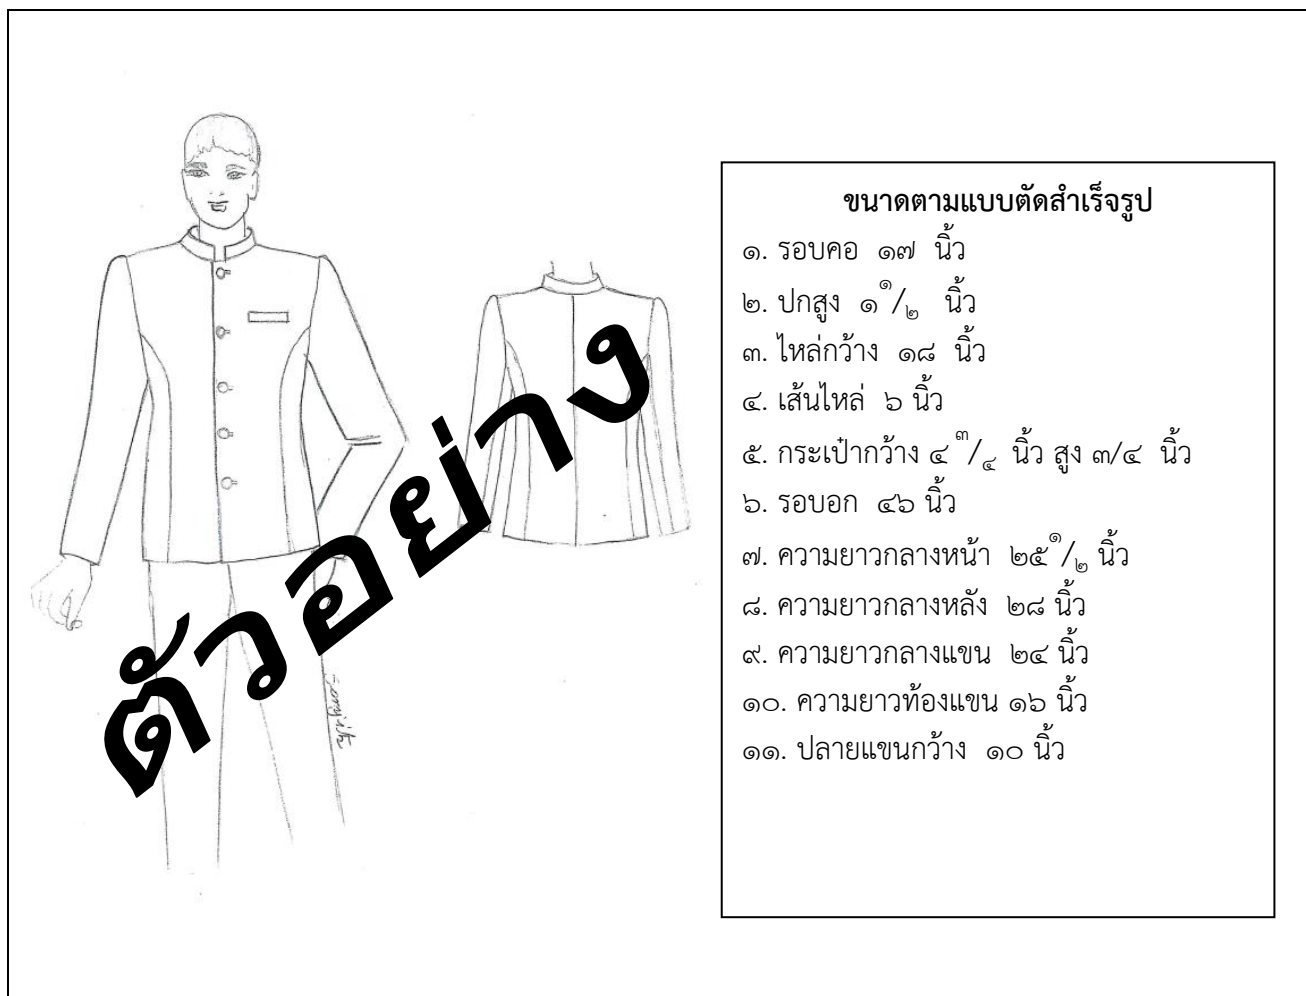 ตัวอย่าง
ขนาดตามแบบตัดสำเร็จรูป
๑. รอบคอ ๑๗ นิ้ว
๒. ปกสูง ๑ ๑/๒ นิ้ว
๓. ไหล่กว้าง ๑๘ นิ้ว
๔. เส้นไหล่ ๖ นิ้ว
๕. กระเป๋ากว้าง ๔ ๓/๔ นิ้ว สูง ๓/๔ นิ้ว
๖. รอบอก ๔๖ นิ้ว
๗. ความยาวกลางหน้า ๒๕ ๑/๒ นิ้ว
๘. ความยาวกลางหลัง ๒๘ นิ้ว
๙. ความยาวกลางแขน ๒๔ นิ้ว
๑๐. ความยาวท้องแขน ๑๖ นิ้ว
๑๑. ปลายแขนกว้าง ๑๐ นิ้ว